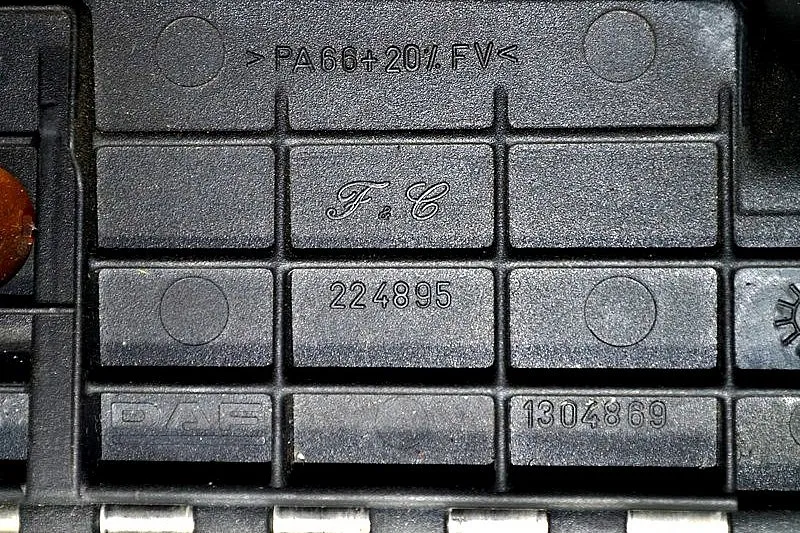 >PA66+20% FV<
F & C
224895
DAF
1304869